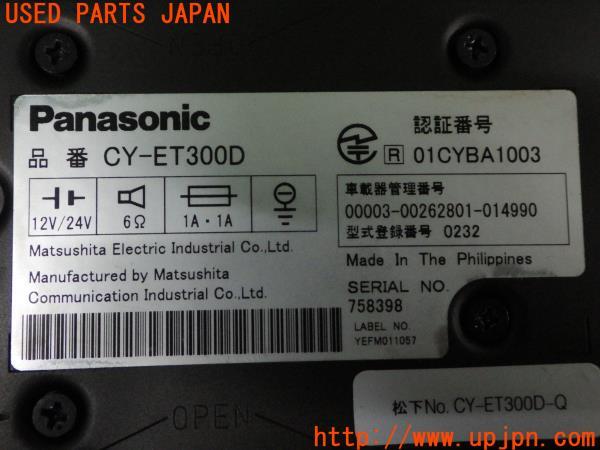 USED PARTS JAPAN
Panasonic
品番 CY-ET300D
12V/24V
6Ω
1A・1A
Matsushita Electric Industrial Co.,Ltd.
Manufactured by Matsushita
Communication Industrial Co.,Ltd.
認証番号
R 01CYBA1003
車載器管理番号
00003-00262801-014990
型式登録番号 0232
Made In The Philippines
SERIAL NO.
758398
LABEL NO.
YEFM011057
OPEN
松下No. CY-ET300D-Q
http://www.upjpn.com